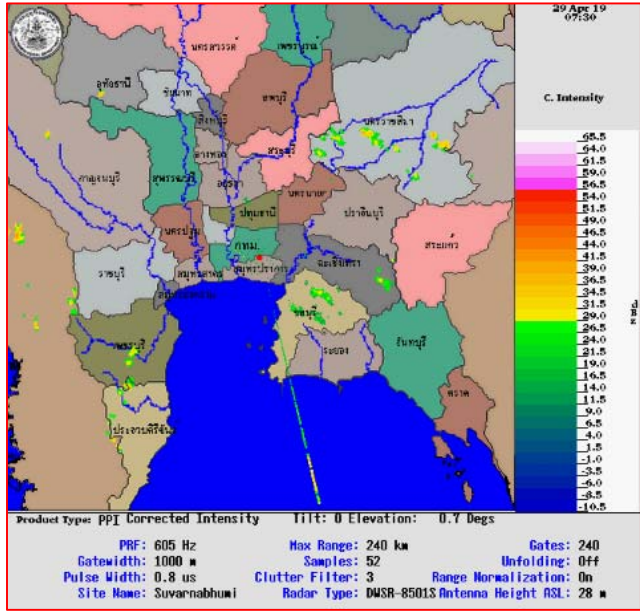 29 Apr 19
07:30
C. Intensity
นครสวรรค์
เพชรบูรณ์
อุทัยธานี
ชัยนาท
ลพบุรี
สิงห์บุรี
นครราชสีมา
อ่างทอง
สระบุรี
กาญจนบุรี
สุพรรณบุรี
อยุธยา
นครนายก
ปราจีนบุรี
ปทุมธานี
นครปฐม
กทม.
สระแก้ว
ฉะเชิงเทรา
ราชบุรี
สมุทรสาคร
สมุทรปราการ
สมุทรสงคราม
ชลบุรี
เพชรบุรี
ระยอง
จันทบุรี
ตราด
ประจวบคีรีขันธ์
65.5
64.0
61.5
59.0
56.5
54.0
51.5
49.0
46.5
44.0
41.5
39.0
36.5
34.0
31.5
29.0
26.5
24.0
21.5
19.0
16.5
14.0
11.5
9.0
6.5
4.0
1.5
-1.0
-3.5
-6.0
-8.5
-10.5
dBZ
Product Type: PPI Corrected Intensity Tilt: 0 Elevation: 0.7 Degs
PRF: 605 Hz Max Range: 240 km Gates: 240
Gatewidth: 1000 m Samples: 52 Unfolding: Off
Pulse Width: 0.8 us Clutter Filter: 3 Range Normalization: On
Site Name: Suvarnabhumi Radar Type: DWSR-8501S Antenna Height ASL: 28 m